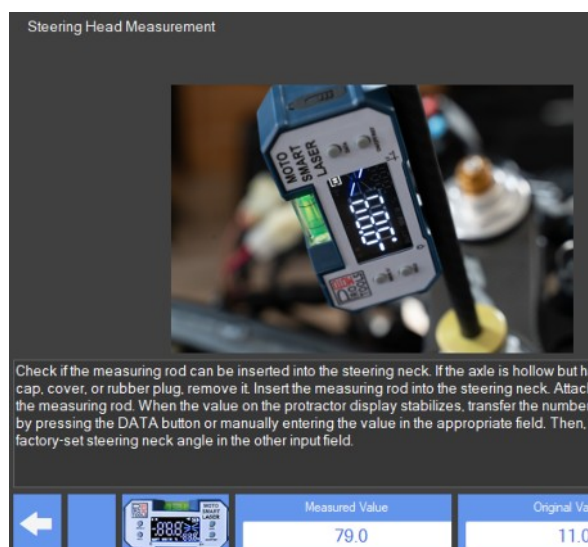 Steering Head Measurement
MOTO
SMART
LASER
Check if the measuring rod can be inserted into the steering neck. If the axle is hollow but h
cap, cover, or rubber plug, remove it. Insert the measuring rod into the steering neck. Attac
the measuring rod. When the value on the protractor display stabilizes, transfer the number
by pressing the DATA button or manually entering the value in the appropriate field. Then,
factory-set steering neck angle in the other input field.
MOTO
SMART
LASER
Measured Value
Original Va
79.0
11.0